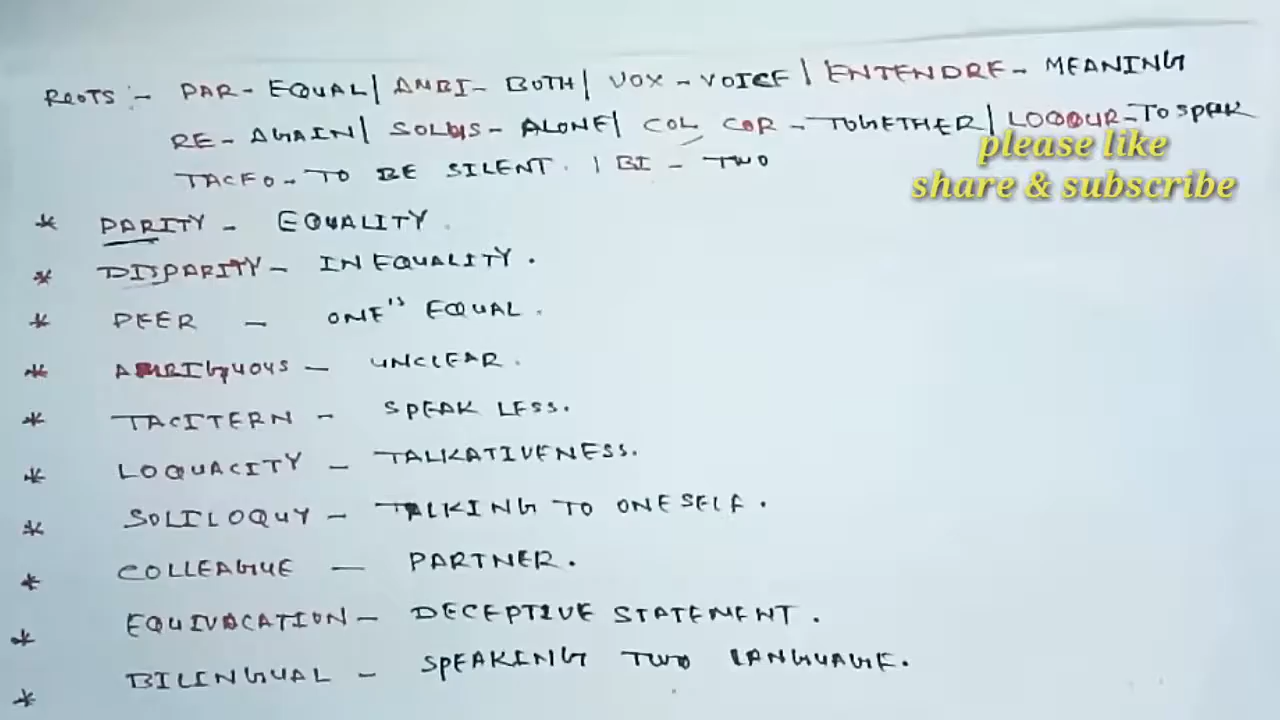 ROOTS :- PAR - EQUAL | AMBI - BOTH | VOX - VOICE | ENTENDRE - MEANING
RE - AGAIN | SOLUS - ALONE | COL COR - TOGETHER | LOQOUR - TO SPEAK
TACEO - TO BE SILENT. | BI - TWO
please like
share & subscribe
* PARITY - EQUALITY.
* DISPARITY - INEQUALITY.
* PEER - ONE'S EQUAL.
* AMBIGUOUS - UNCLEAR.
* TACITERN - SPEAK LESS.
* LOQUACITY - TALKATIVENESS.
* SOLILOQUY - TALKING TO ONESELF.
* COLLEAGUE - PARTNER.
* EQUIVOCATION - DECEPTIVE STATEMENT.
* BILINGUAL - SPEAKING TWO LANGUAGE.
*